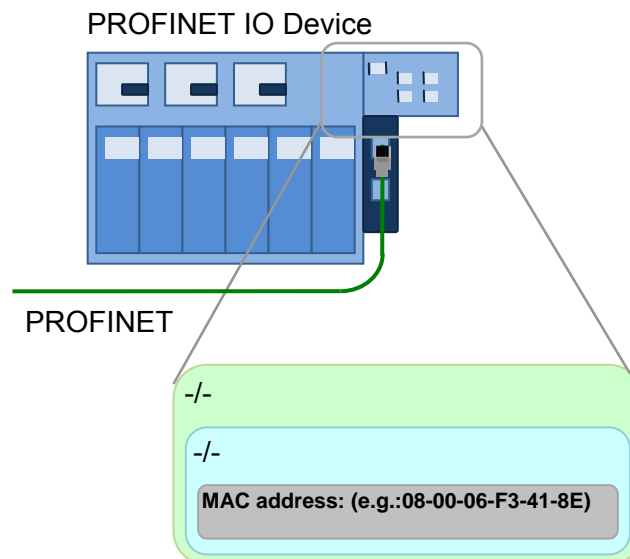 PROFINET IO Device
PROFINET
-/-
-/-
MAC address: (e.g.:08-00-06-F3-41-8E)